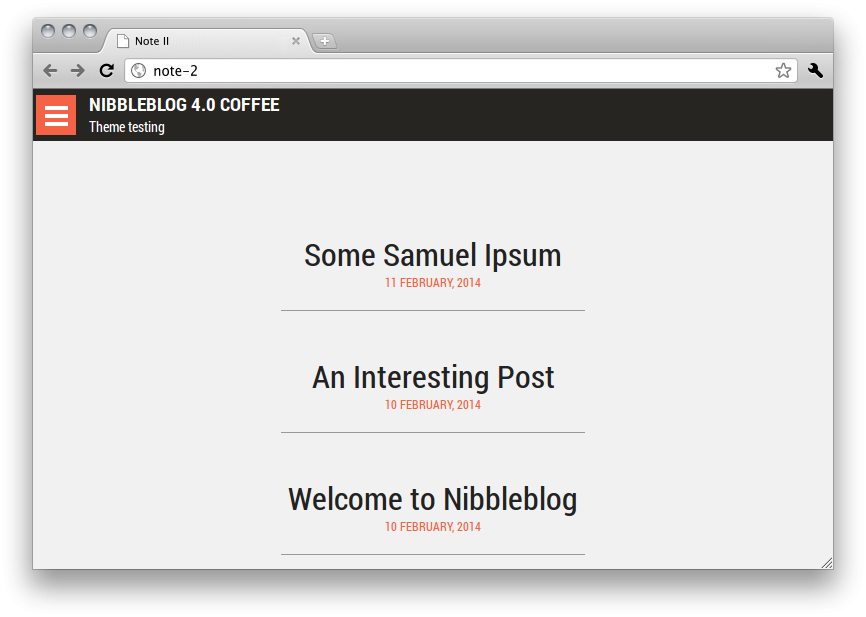 Note II
note-2
NIBBLEBLOG 4.0 COFFEE
Theme testing
Some Samuel Ipsum
11 FEBRUARY, 2014
An Interesting Post
10 FEBRUARY, 2014
Welcome to Nibbleblog
10 FEBRUARY, 2014